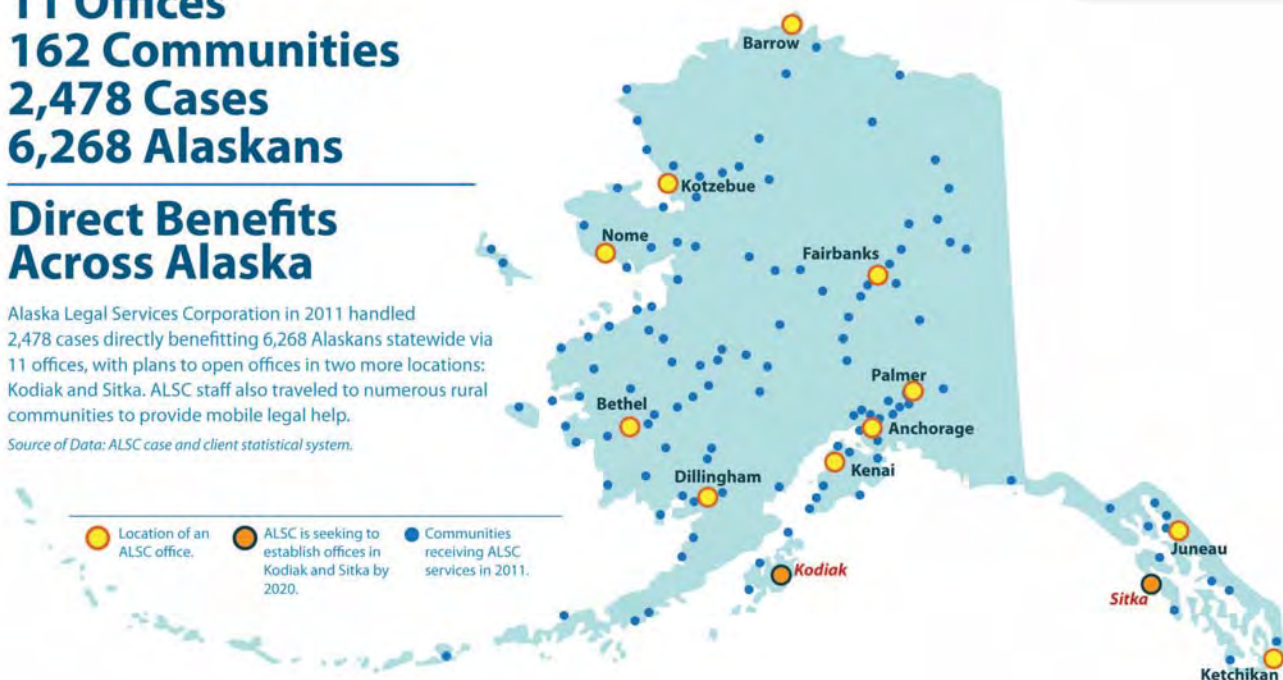 11 Offices
162 Communities
2,478 Cases
6,268 Alaskans
Direct Benefits
Across Alaska
Alaska Legal Services Corporation in 2011 handled
2,478 cases directly benefitting 6,268 Alaskans statewide via
11 offices, with plans to open offices in two more locations:
Kodiak and Sitka. ALSC staff also traveled to numerous rural
communities to provide mobile legal help.
Source of Data: ALSC case and client statistical system.
Location of an
ALSC office.
ALSC is seeking to
establish offices in
Kodiak and Sitka by
2020.
Communities
receiving ALSC
services in 2011.
Barrow
Kotzebue
Nome
Fairbanks
Palmer
Bethel
Anchorage
Kenai
Dillingham
Kodiak
Juneau
Sitka
Ketchikan